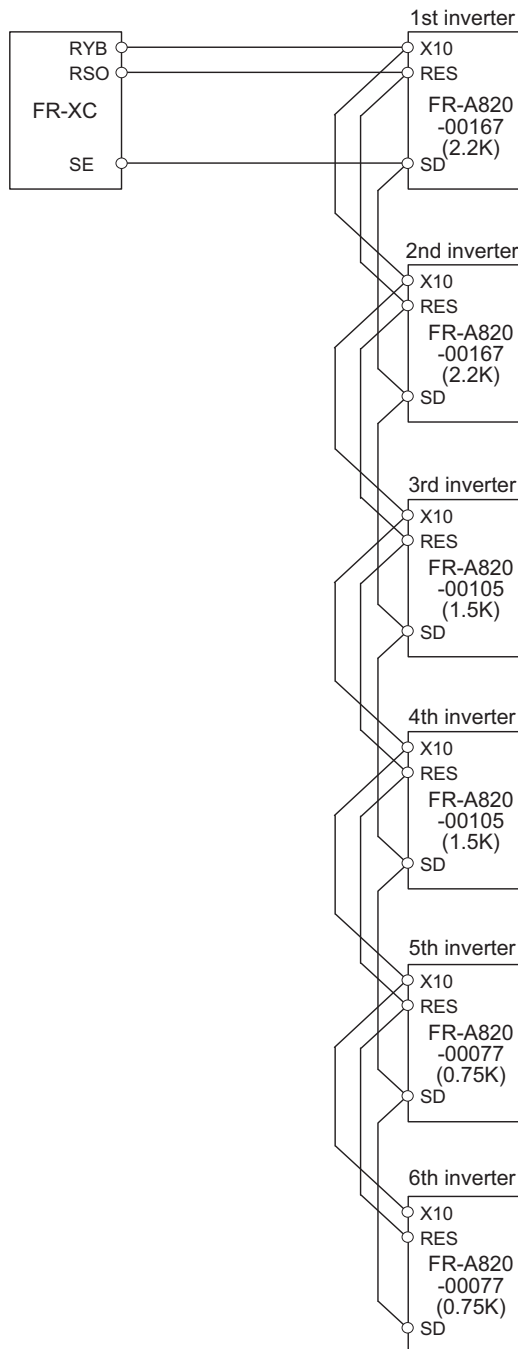 1st inverter
RYB
X10
RSO
RES
FR-XC
FR-A820
-00167
(2.2K)
SE
SD
2nd inverter
X10
RES
FR-A820
-00167
(2.2K)
SD
3rd inverter
X10
RES
FR-A820
-00105
(1.5K)
SD
4th inverter
X10
RES
FR-A820
-00105
(1.5K)
SD
5th inverter
X10
RES
FR-A820
-00077
(0.75K)
SD
6th inverter
X10
RES
FR-A820
-00077
(0.75K)
SD